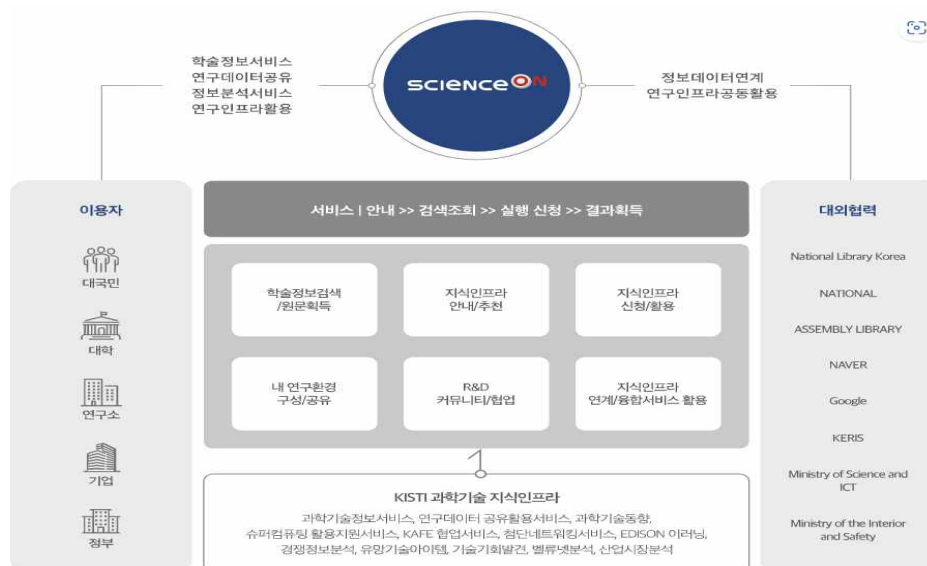 학술정보서비스
연구데이터공유
정보분석서비스
연구인프라활용
SCIENCE ON
정보데이터연계
연구인프라공동활용
이용자
대국민
대학
연구소
기업
정부
서비스 | 안내 >> 검색조회 >> 실행 신청 >> 결과획득
학술정보검색
/원문획득
지식인프라
안내/추천
지식인프라
신청/활용
내 연구환경
구성/공유
R&D
커뮤니티/협업
지식인프라
연계/융합서비스 활용
KISTI 과학기술 지식인프라
과학기술정보서비스, 연구데이터 공유활용서비스, 과학기술동향,
슈퍼컴퓨팅 활용지원서비스, KAFE 협업서비스, 첨단네트워킹서비스, EDISON 이러닝,
경쟁정보분석, 유망기술아이템, 기술기회발견, 벨류넷분석, 산업시장분석
대외협력
National Library Korea
NATIONAL
ASSEMBLY LIBRARY
NAVER
Google
KERIS
Ministry of Science and
ICT
Ministry of the Interior
and Safety